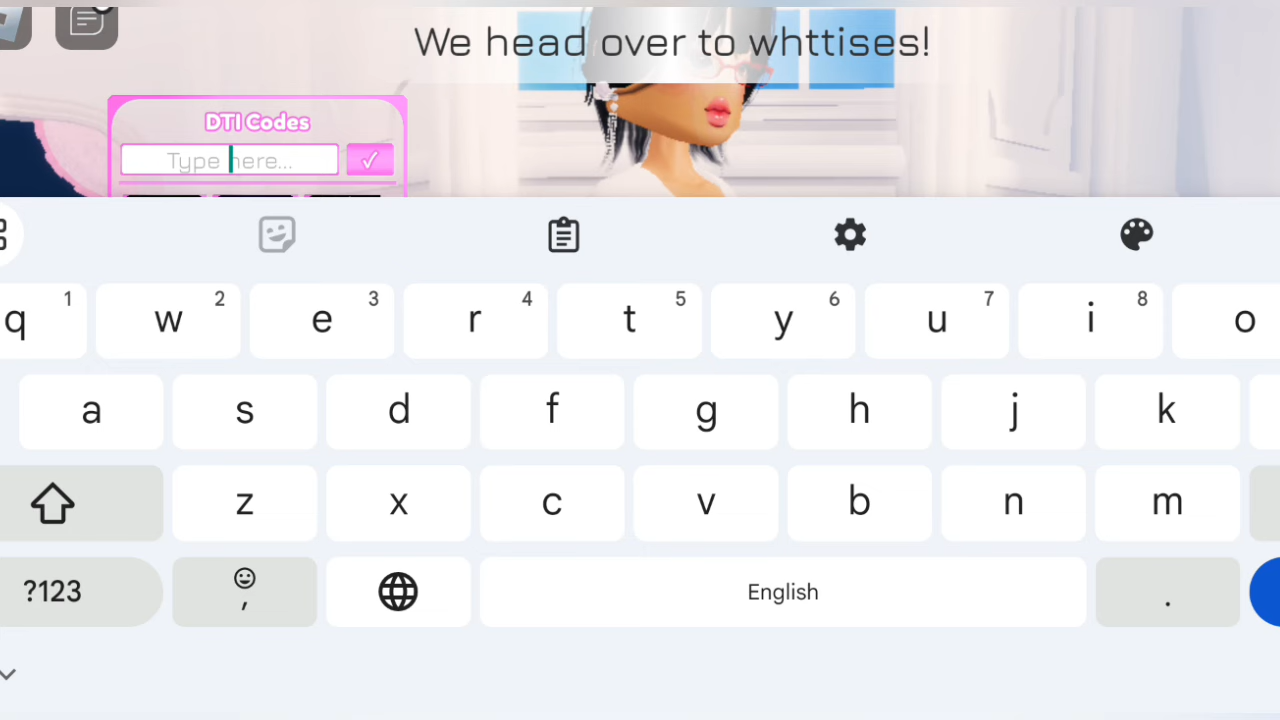 We head over to whttises!
DTI Codes
Type here...
q 1 w 2 e 3 r 4 t 5 y 6 u 7 i 8 o
a s d f g h j k
z x c v b n m
?123 , English .